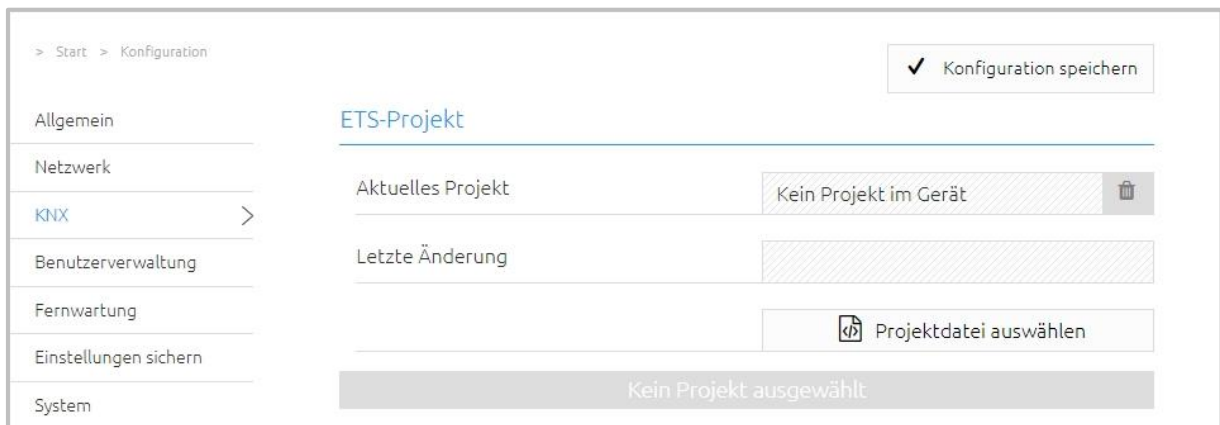 > Start > Konfiguration
Konfiguration speichern
Allgemein
Netzwerk
KNX
Benutzerverwaltung
Fernwartung
Einstellungen sichern
System
ETS-Projekt
Aktuelles Projekt
Kein Projekt im Gerät
Letzte Änderung
Projektdatei auswählen
Kein Projekt ausgewählt